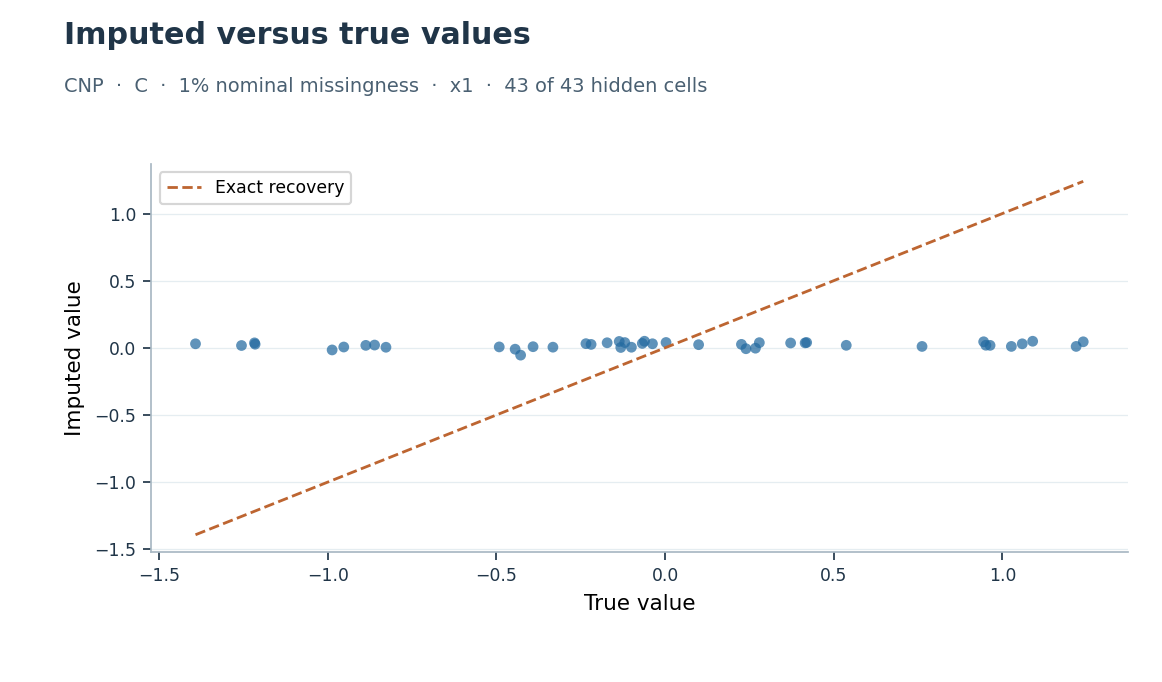 Imputed versus true values
CNP · C · 1% nominal missingness · x1 · 43 of 43 hidden cells
Exact recovery
Imputed value
1.0
0.5
0.0
−0.5
−1.0
−1.5
−1.5 −1.0 −0.5 0.0 0.5 1.0
True value